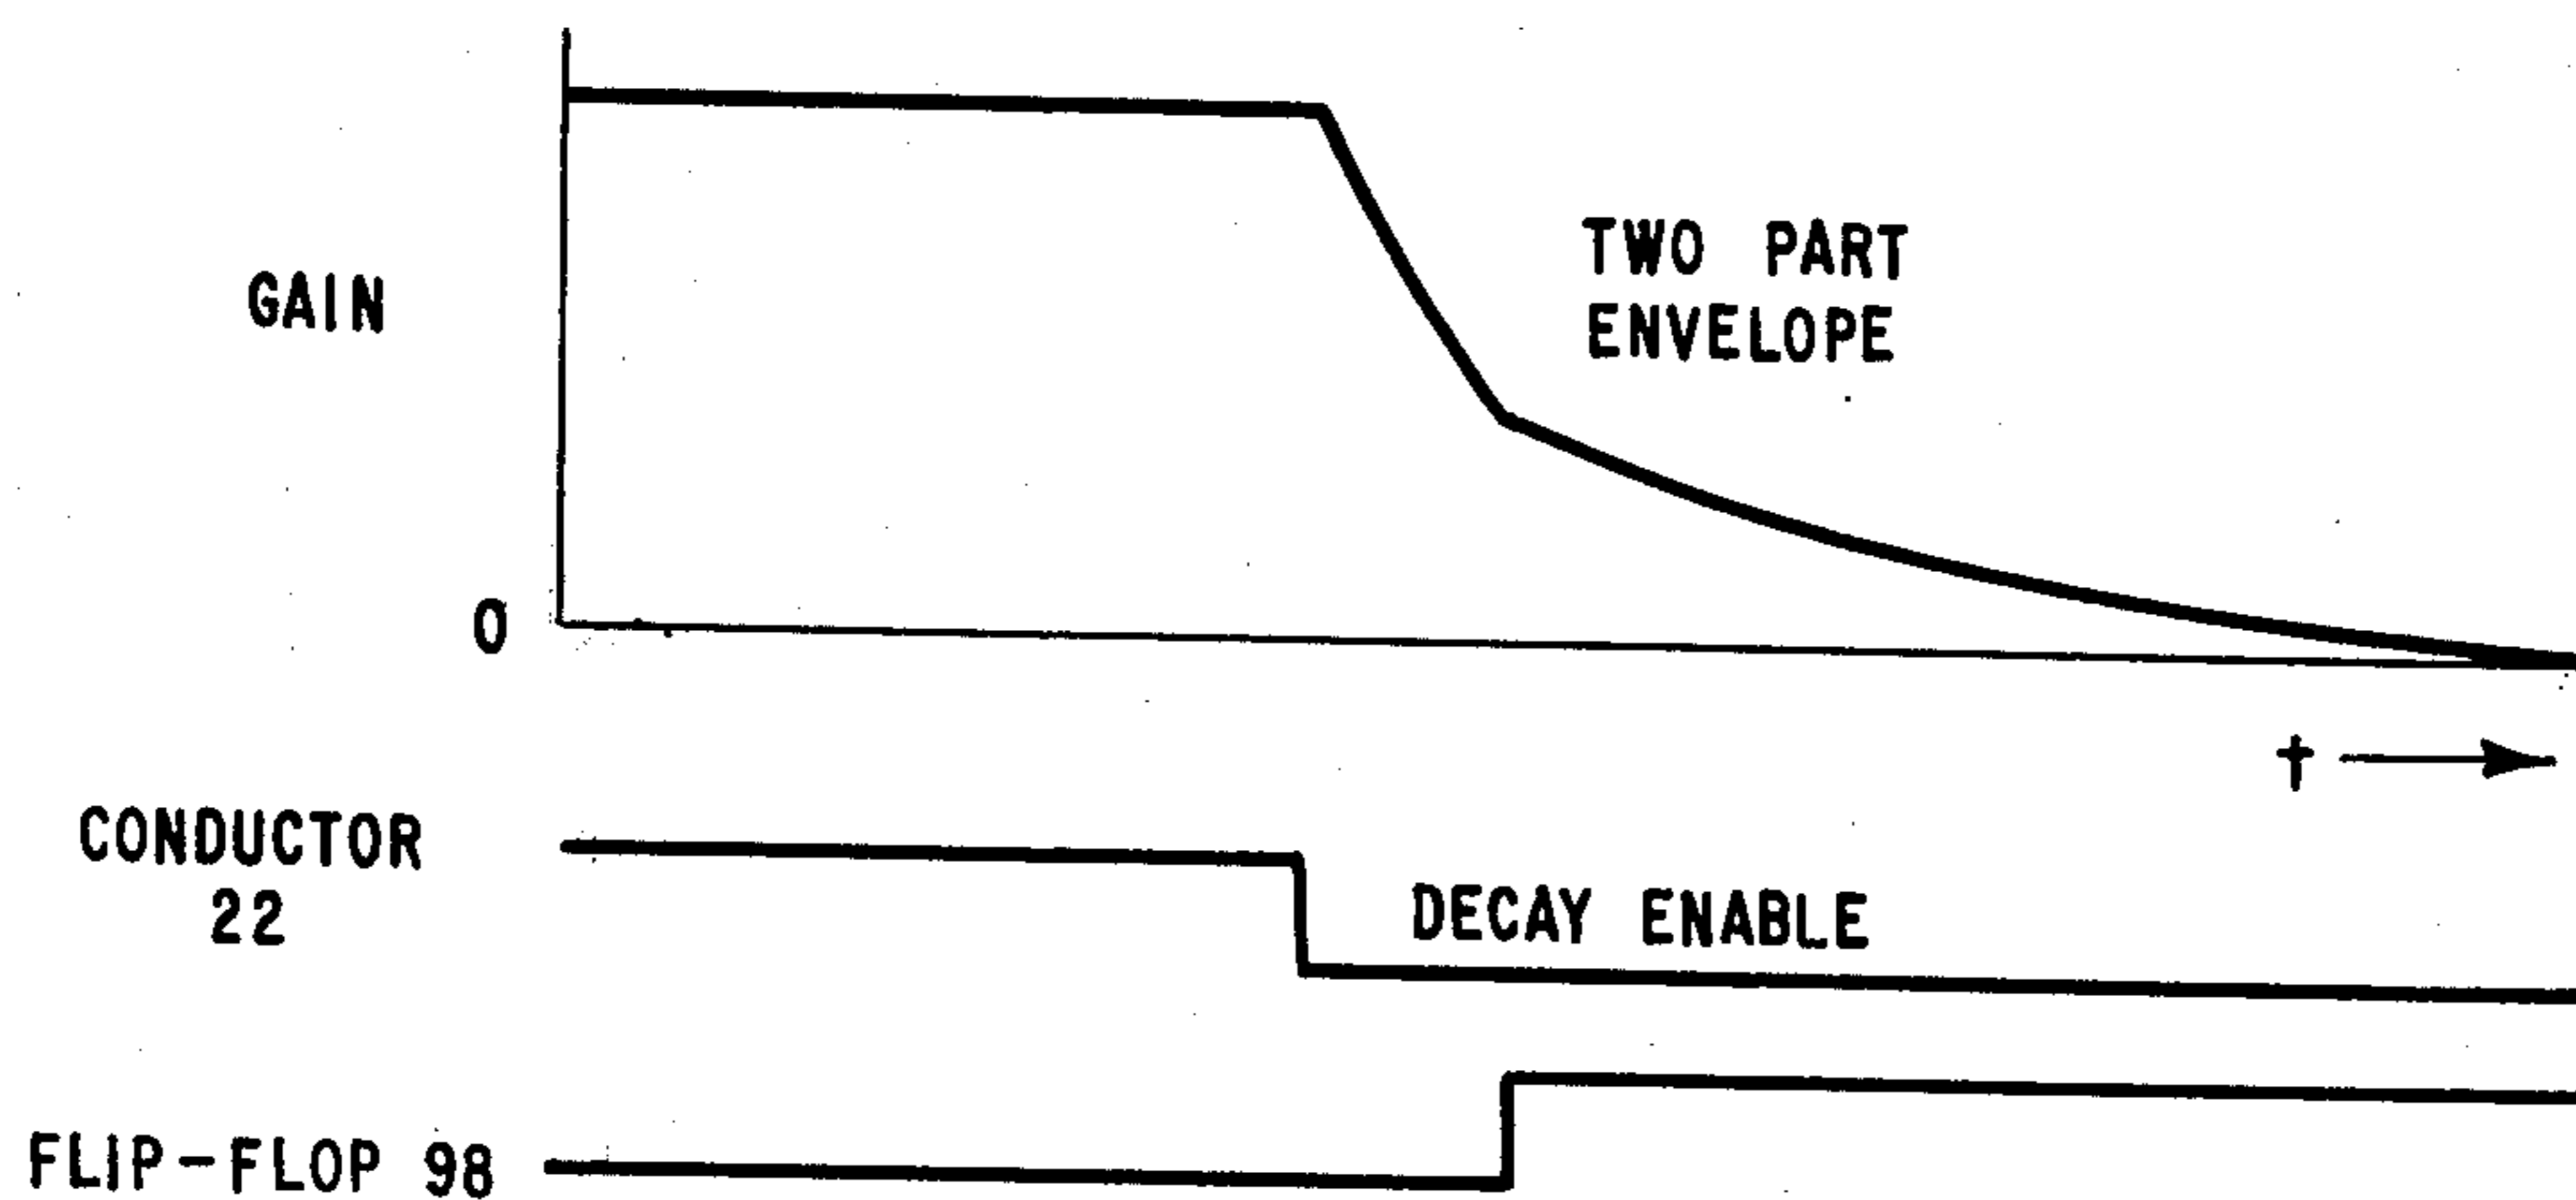 GAIN
TWO PART
ENVELOPE
0
t
CONDUCTOR
22
DECAY ENABLE
FLIP-FLOP 98